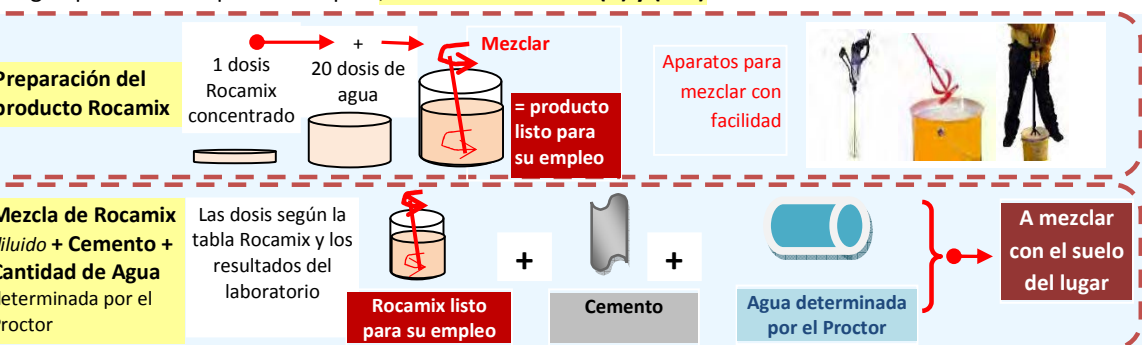 Preparación del
producto Rocamix
1 dosis
Rocamix
concentrado
+
20 dosis de
agua
Mezclar
= producto
listo para
su empleo
Aparatos para
mezclar con
facilidad
Mezcla de Rocamix
diluido + Cemento +
Cantidad de Agua
determinada por el
Proctor
Las dosis según la
tabla Rocamix y los
resultados del
laboratorio
Rocamix listo
para su empleo
+
Cemento
+
Agua determinada
por el Proctor
A mezclar
con el suelo
del lugar